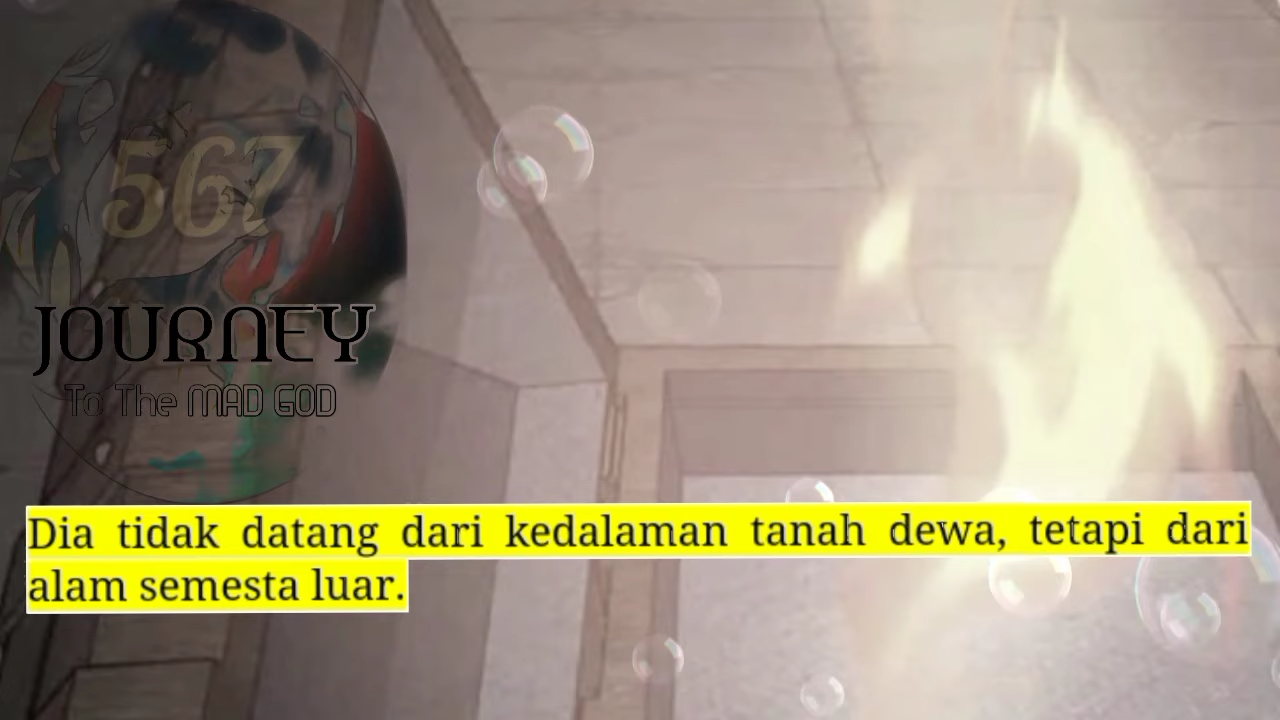 567
JOURNEY
To The MAD GOD
Dia tidak datang dari kedalaman tanah dewa, tetapi dari
alam semesta luar.